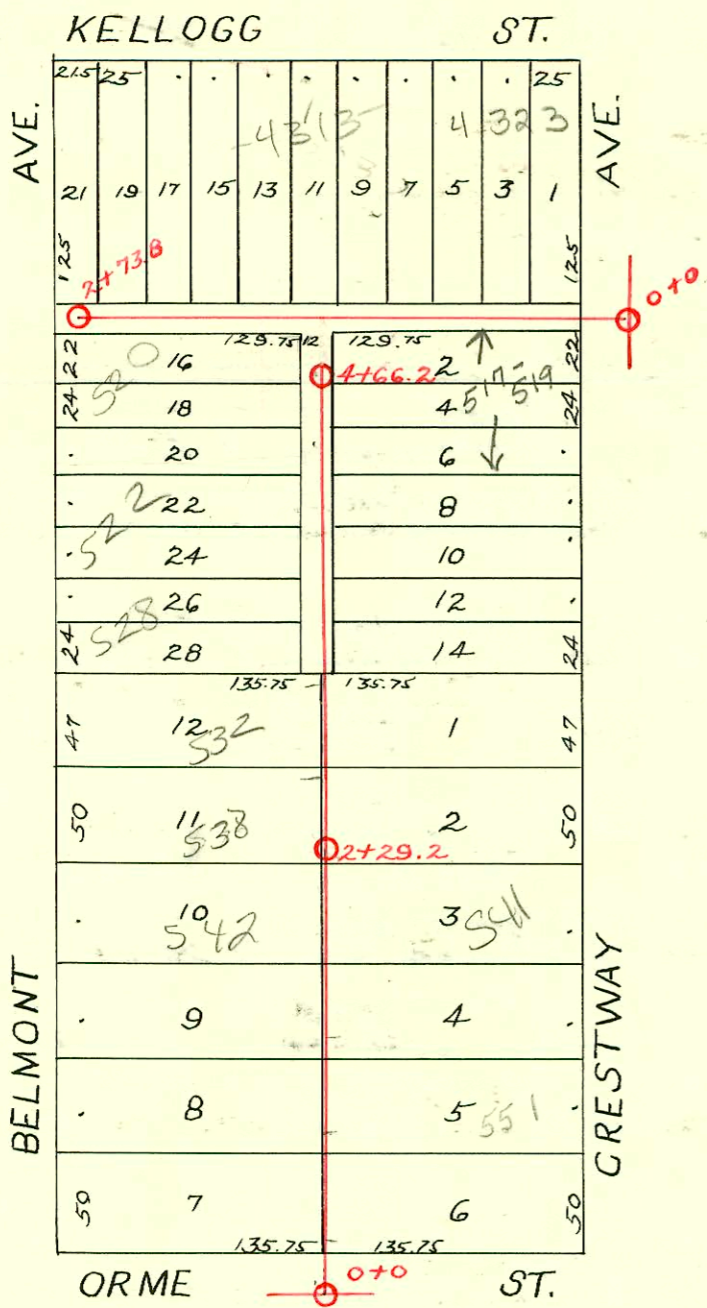 KELLOGG ST.
AVE. AVE.
21.5 25 . . . . . . . . 25
4313 4323
21 19 17 15 13 11 9 7 5 3 1
125 125
2+73.8 0+0
129.75 12 129.75
22 520 16 4+66.2 2 22
24 18 4 517-519 24
. 20 6 .
. 522 22 8 .
. 24 10
. 528 26 12 .
24 28 14 24
135.75 135.75
47 12 532 1 47
50 11 538 2 50
2+29.2
. 10 542 3 541 .
BELMONT CRESTWAY
. 9 4 .
. 8 5 551 .
50 7 6 50
135.75 135.75
ORME 0+0 ST.